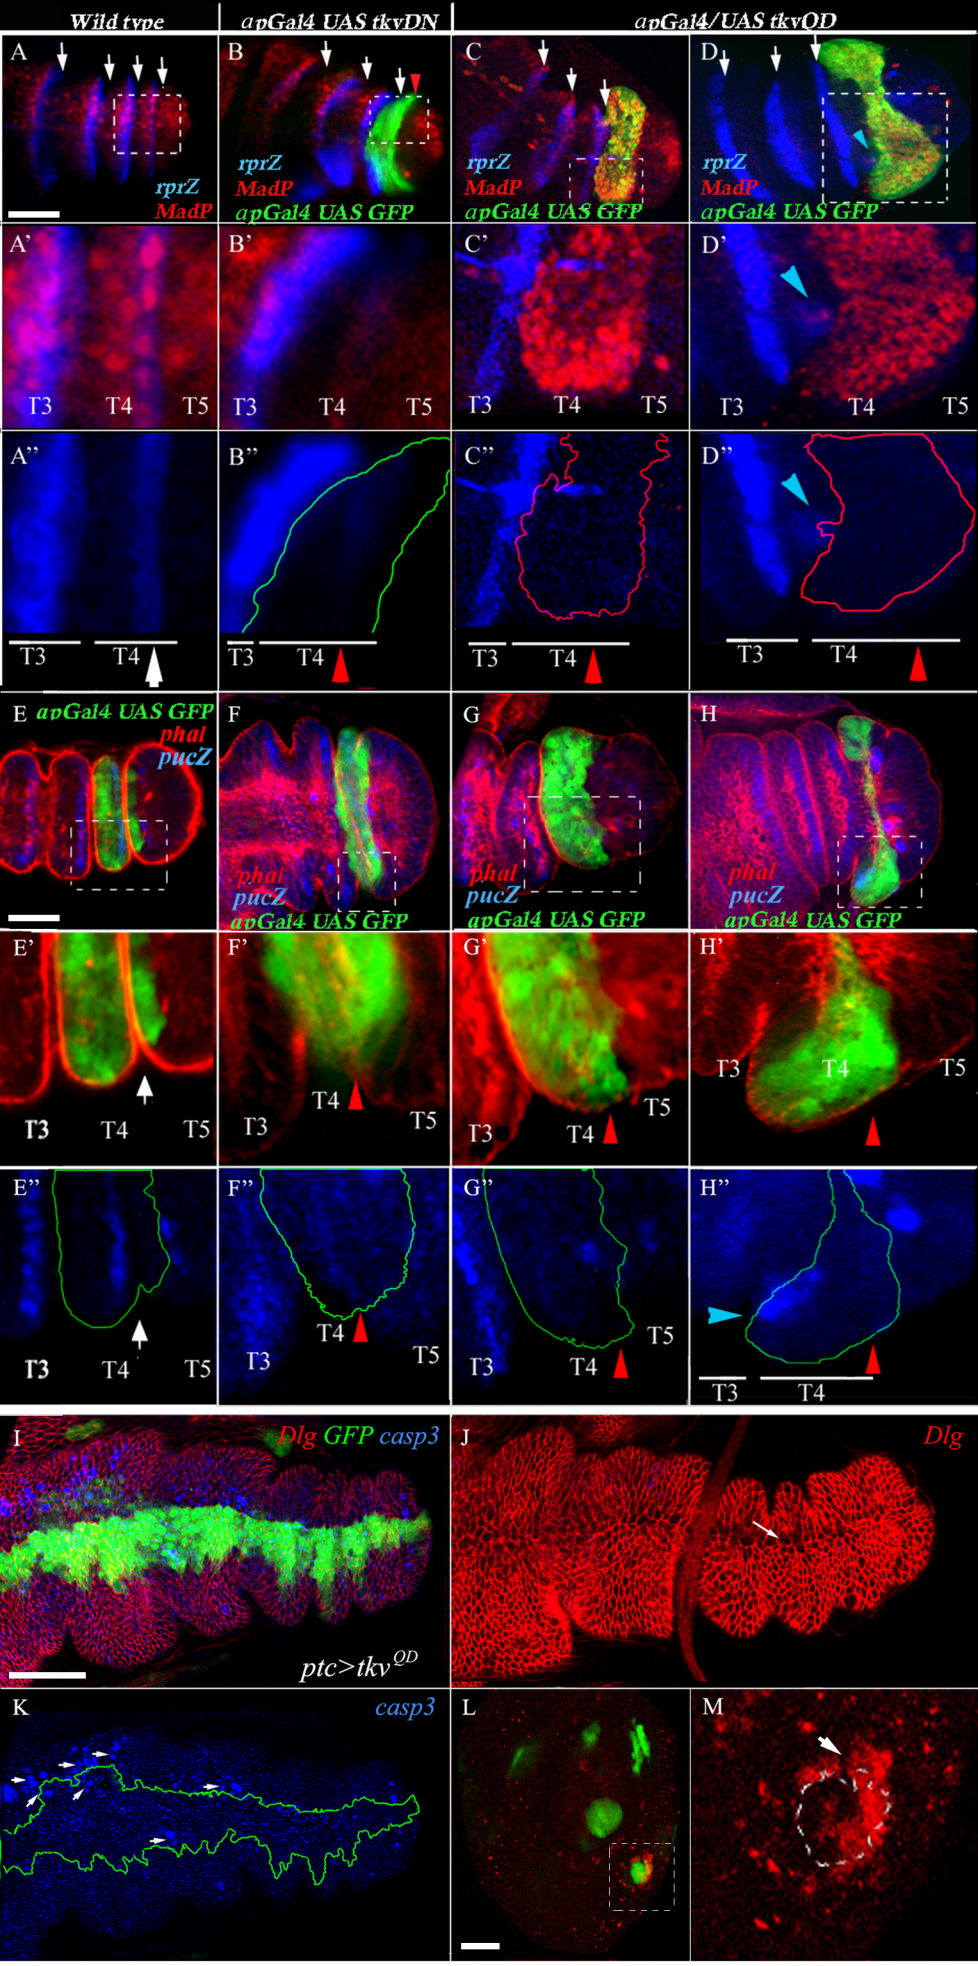 Wild type
apGal4 UAS tkvDN
apGal4/UAS tkvQD
A
rprZ
MadP
B
rprZ
MadP
apGal4 UAS GFP
C
rprZ
MadP
apGal4 UAS GFP
D
rprZ
MadP
apGal4 UAS GFP
A'
T3 T4 T5
B'
T3 T4 T5
C'
T3 T4 T5
D'
T3 T4 T5
A''
T3 T4
B''
T3 T4
C''
T3 T4
D''
T3 T4
E apGal4 UAS GFP
phal
pucZ
F
phal
pucZ
apGal4 UAS GFP
G
phal
pucZ
apGal4 UAS GFP
H
phal
pucZ
apGal4 UAS GFP
E'
T3 T4 T5
F'
T3 T4 T5
G'
T3 T4 T5
H'
T3 T4 T5
E''
T3 T4 T5
F''
T3 T4 T5
G''
T3 T4 T5
H''
T3 T4
I Dlg GFP casp3
ptc>tkvQD
J Dlg
K casp3
L
M